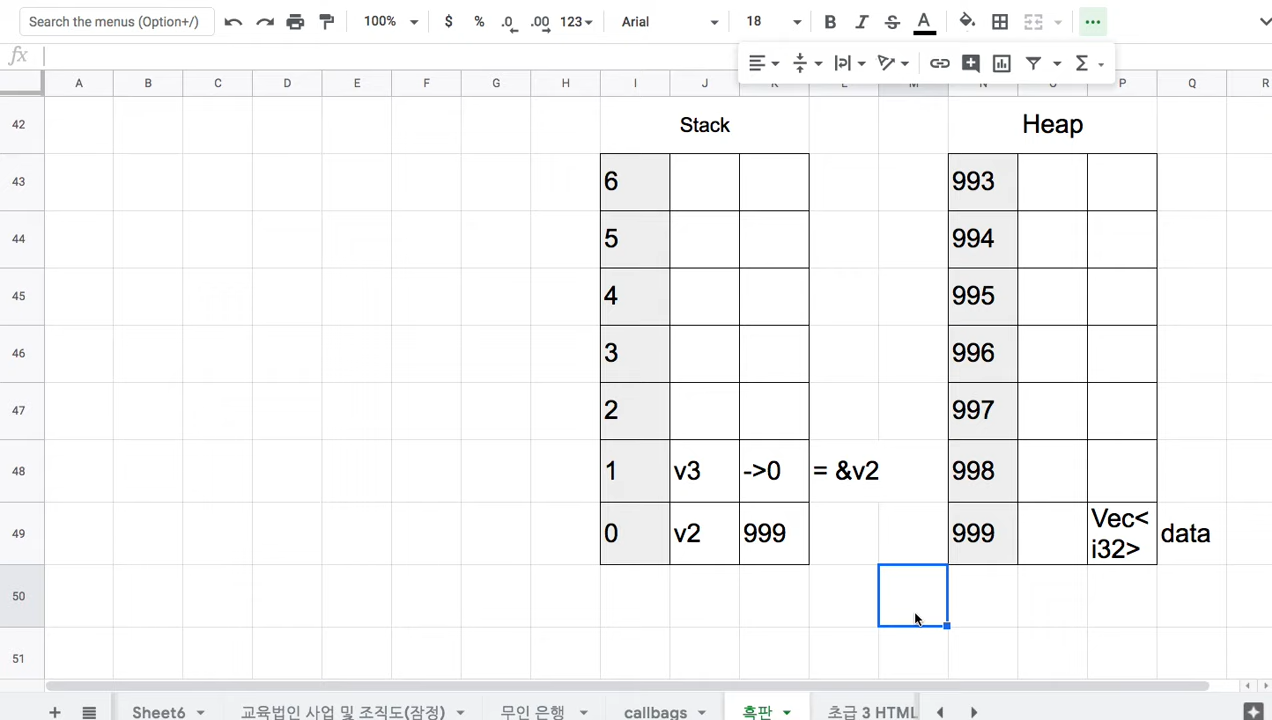 Search the menus (Option+/)
100%
$
%
.0
.00
123
Arial
18
B
I
S
A
fx
A
B
C
D
E
F
G
H
I
J
K
L
M
N
O
P
Q
R
42
Stack
Heap
43
6
993
44
5
994
45
4
995
46
3
996
47
2
997
48
1
v3
->0
= &v2
998
49
0
v2
999
999
Vec<
i32>
data
50
51
Sheet6
교육법인 사업 및 조직도(잠정)
무인 은행
callbags
흑판
초급 3 HTML